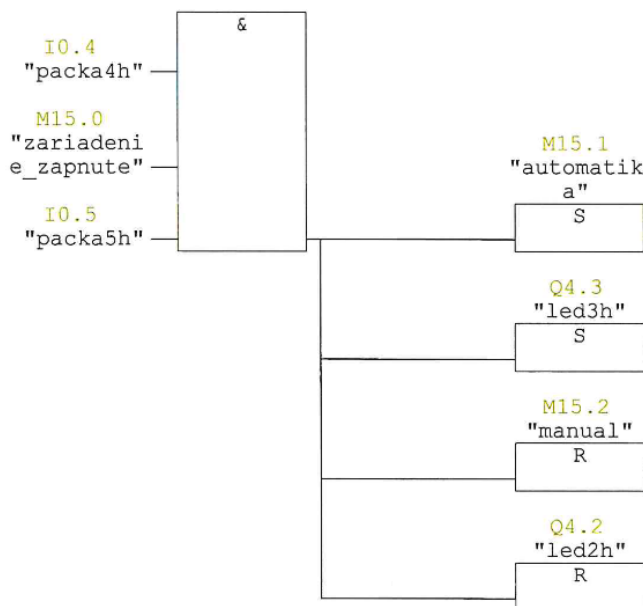 &
I0.4
"packa4h"
M15.0
"zariadeni
e_zapnute"
I0.5
"packa5h"
M15.1
"automatik
a"
S
Q4.3
"led3h"
S
M15.2
"manual"
R
Q4.2
"led2h"
R